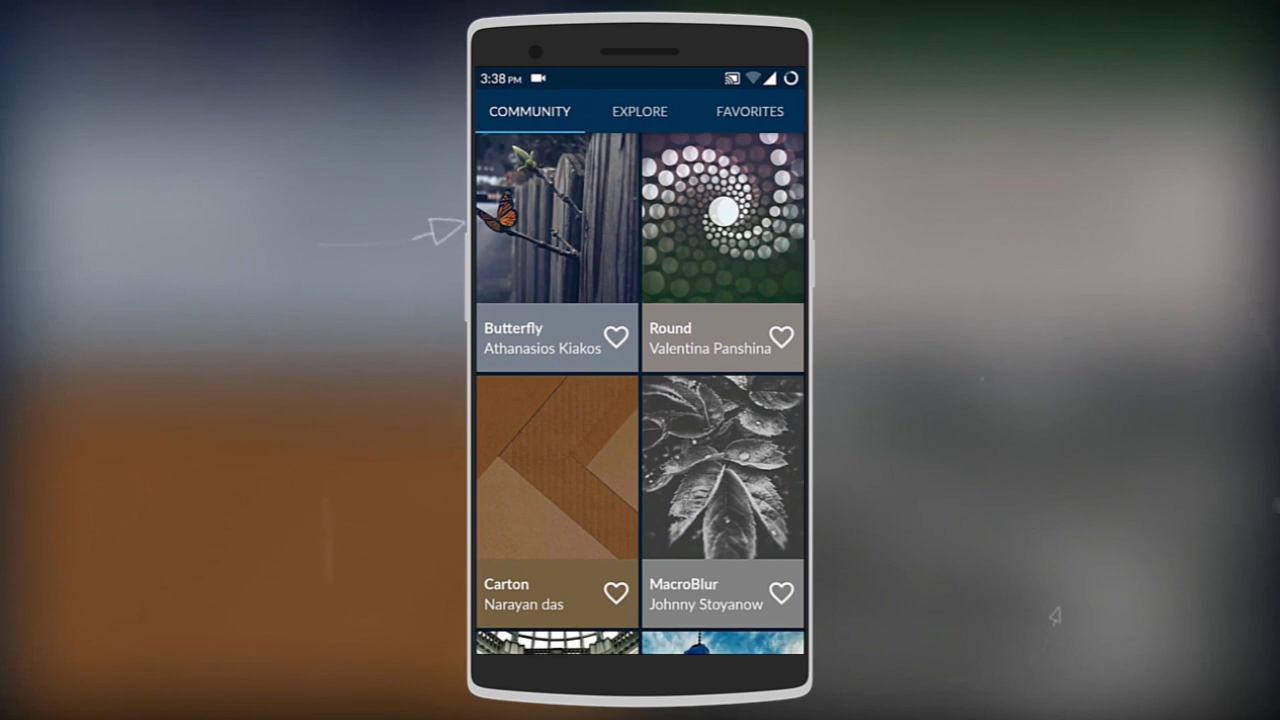 3:38 PM
COMMUNITY EXPLORE FAVORITES
Butterfly
Athanasios Kiakos
Round
Valentina Panshina
Carton
Narayan das
MacroBlur
Johnny Stoyanow